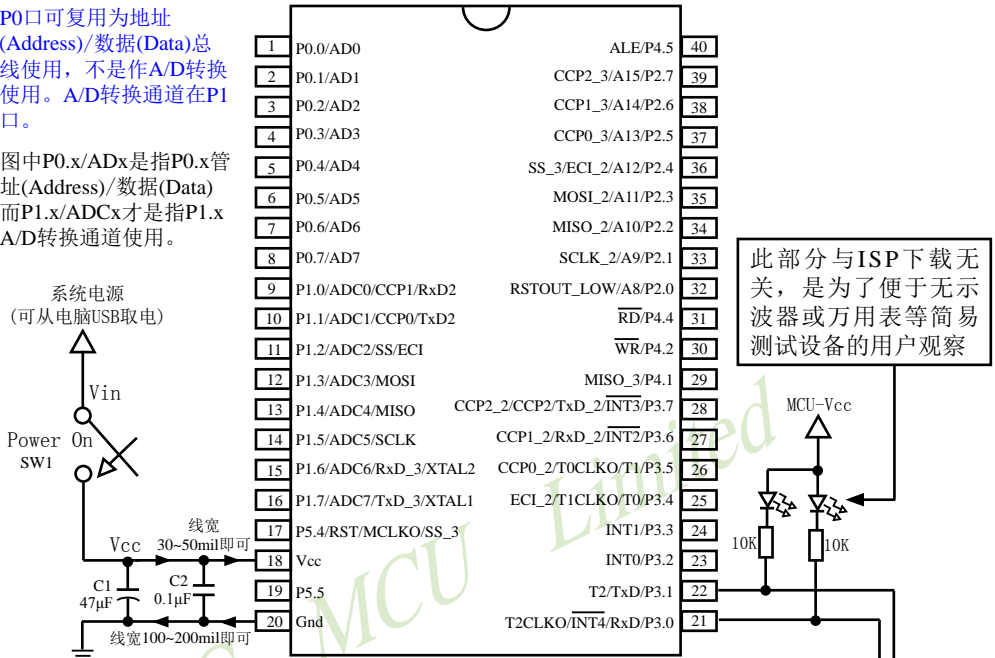 P0口可复用为地址
(Address)/数据(Data)总
线使用，不是作A/D转换
使用。A/D转换通道在P1
口。
图中P0.x/ADx是指P0.x管
址(Address)/数据(Data)
而P1.x/ADCx才是指P1.x
A/D转换通道使用。
系统电源
(可从电脑USB取电)
Vin
Power On
SW1
Vcc
线宽
30~50mil即可
C1
47μF
C2
0.1μF
线宽100~200mil即可
1 P0.0/AD0
2 P0.1/AD1
3 P0.2/AD2
4 P0.3/AD3
5 P0.4/AD4
6 P0.5/AD5
7 P0.6/AD6
8 P0.7/AD7
9 P1.0/ADC0/CCP1/RxD2
10 P1.1/ADC1/CCP0/TxD2
11 P1.2/ADC2/SS/ECI
12 P1.3/ADC3/MOSI
13 P1.4/ADC4/MISO
14 P1.5/ADC5/SCLK
15 P1.6/ADC6/RxD_3/XTAL2
16 P1.7/ADC7/TxD_3/XTAL1
17 P5.4/RST/MCLKO/SS_3
18 Vcc
19 P5.5
20 Gnd
ALE/P4.5 40
CCP2_3/A15/P2.7 39
CCP1_3/A14/P2.6 38
CCP0_3/A13/P2.5 37
SS_3/ECI_2/A12/P2.4 36
MOSI_2/A11/P2.3 35
MISO_2/A10/P2.2 34
SCLK_2/A9/P2.1 33
RSTOUT_LOW/A8/P2.0 32
RD/P4.4 31
WR/P4.2 30
MISO_3/P4.1 29
CCP2_2/CCP2/TxD_2/INT3/P3.7 28
CCP1_2/RxD_2/INT2/P3.6 27
CCP0_2/T0CLKO/T1/P3.5 26
ECI_2/T1CLKO/T0/P3.4 25
INT1/P3.3 24
INT0/P3.2 23
T2/TxD/P3.1 22
T2CLKO/INT4/RxD/P3.0 21
此部分与ISP下载无
关，是为了便于无示
波器或万用表等简易
测试设备的用户观察
MCU-Vcc
10K
10K
MCU Limited